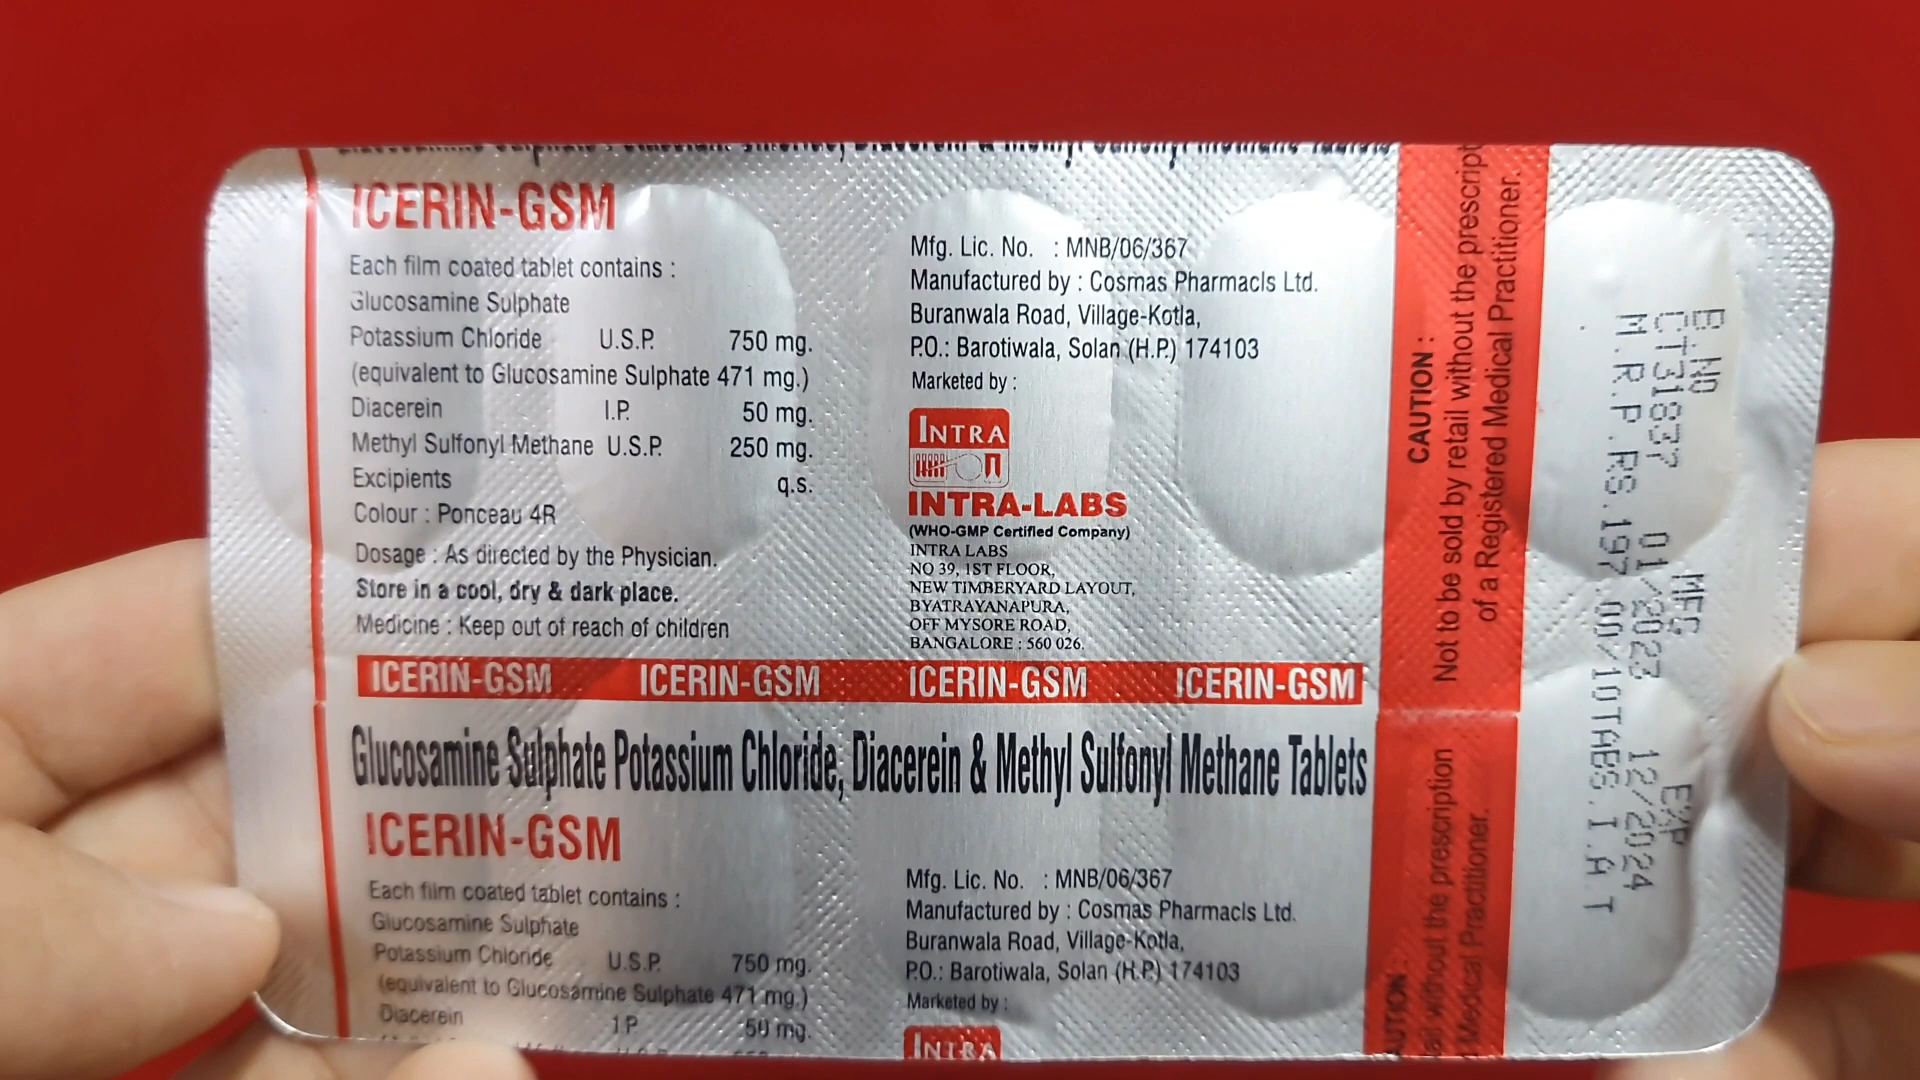 ICERIN-GSM
Each film coated tablet contains :
Glucosamine Sulphate
Potassium Chloride U.S.P. 750 mg.
(equivalent to Glucosamine Sulphate 471 mg.)
Diacerein I.P. 50 mg.
Methyl Sulfonyl Methane U.S.P. 250 mg.
Excipients q.s.
Colour : Ponceau 4R
Dosage : As directed by the Physician.
Store in a cool, dry & dark place.
Medicine : Keep out of reach of children
Mfg. Lic. No. : MNB/06/367
Manufactured by : Cosmas Pharmacls Ltd.
Buranwala Road, Village-Kotla,
P.O.: Barotiwala, Solan (H.P.) 174103
Marketed by :
INTRA
INTRA-LABS
(WHO-GMP Certified Company)
INTRA LABS
NO 39, 1ST FLOOR,
NEW TIMBERYARD LAYOUT,
BYATRAYANAPURA,
OFF MYSORE ROAD,
BANGALORE : 560 026.
ICERIN-GSM ICERIN-GSM ICERIN-GSM ICERIN-GSM
Glucosamine Sulphate Potassium Chloride, Diacerein & Methyl Sulfonyl Methane Tablets
ICERIN-GSM
Each film coated tablet contains :
Glucosamine Sulphate
Potassium Chloride U.S.P. 750 mg.
(equivalent to Glucosamine Sulphate 471 mg.)
Diacerein I.P. 50 mg.
Mfg. Lic. No. : MNB/06/367
Manufactured by : Cosmas Pharmacls Ltd.
Buranwala Road, Village-Kotla,
P.O.: Barotiwala, Solan (H.P.) 174103
Marketed by :
INTRA
CAUTION :
Not to be sold by retail without the prescript
of a Registered Medical Practitioner.
without the prescription
Medical Practitioner.
B.NO MFG EXP
CT31837 01/2023 12/2024
M.R.P.RS.197.00/10TABS.I.A.T